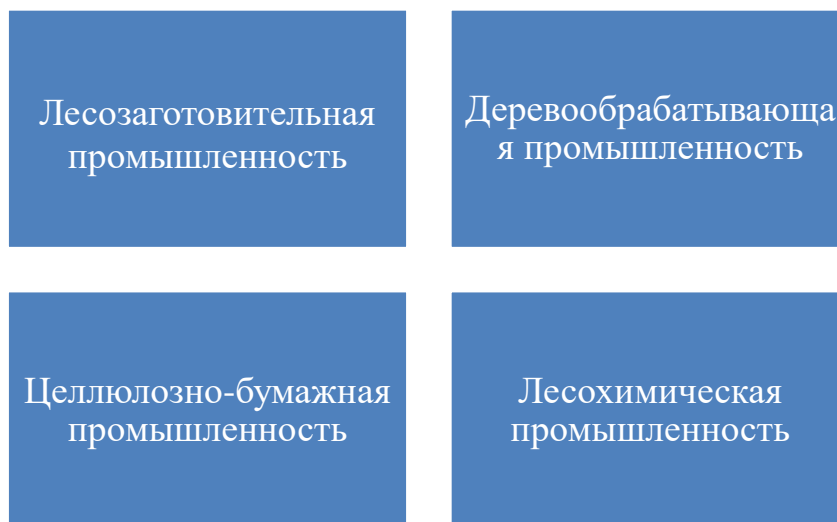 Лесозаготовительная
промышленность
Деревообрабатывающа
я промышленность
Целлюлозно-бумажная
промышленность
Лесохимическая
промышленность